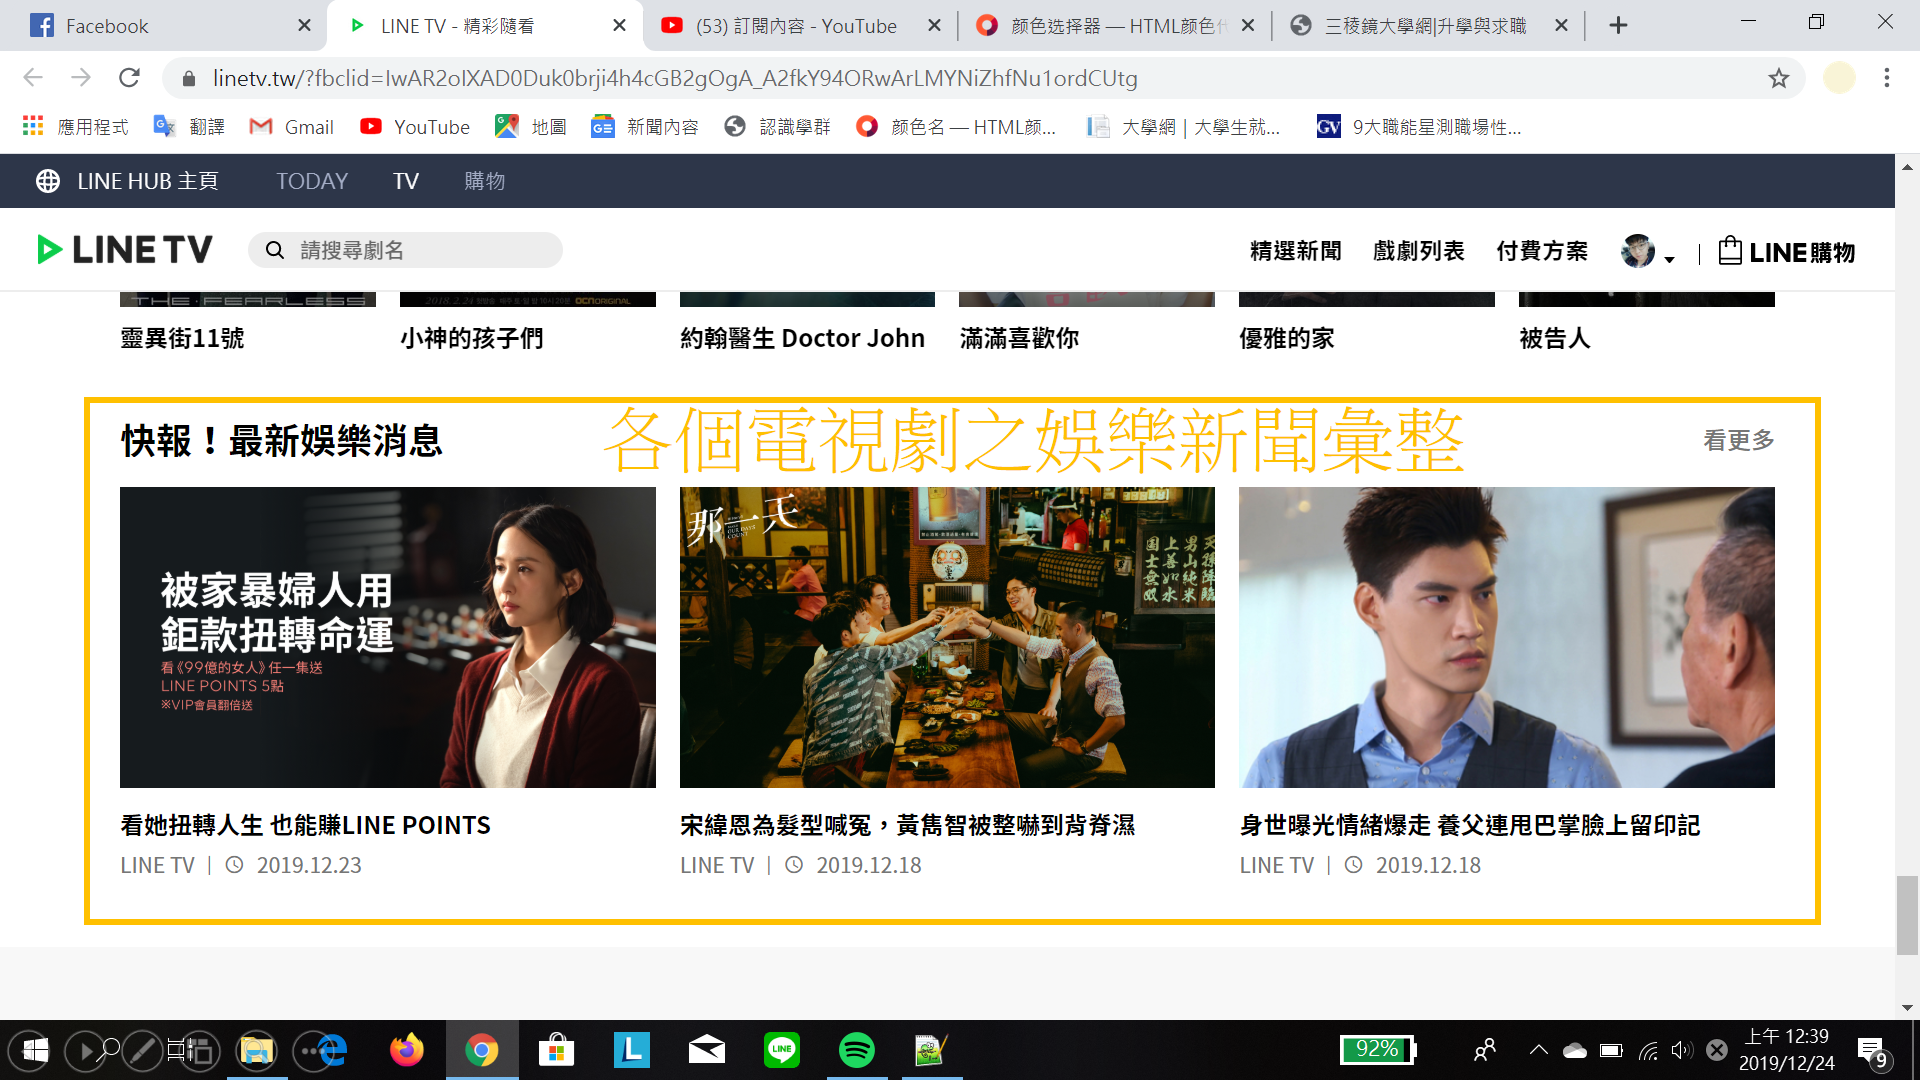 Facebook
LINE TV - 精彩隨看
(53) 訂閱內容 - YouTube
颜色选择器 — HTML颜色代
三稜鏡大學網|升學與求職
linetv.tw/?fbclid=IwAR2oIXAD0Duk0brji4h4cGB2gOgA_A2fkY94ORwArLMYNiZhfNu1ordCUtg
應用程式
翻譯
Gmail
YouTube
地圖
新聞內容
認識學群
颜色名 — HTML颜...
大學網 | 大學生就...
GV
9大職能星測職場性...
LINE HUB 主頁
TODAY
TV
購物
LINE TV
請搜尋劇名
精選新聞
戲劇列表
付費方案
LINE購物
THE FEARLESS
2018.2.24
OCN ORIGINAL
靈異街11號
小神的孩子們
約翰醫生 Doctor John
滿滿喜歡你
優雅的家
被告人
快報！最新娛樂消息
各個電視劇之娛樂新聞彙整
看更多
被家暴婦人用
鉅款扭轉命運
看《99億的女人》任一集送
LINE POINTS 5點
※VIP會員翻倍送
那一天
看她扭轉人生 也能賺LINE POINTS
宋緯恩為髮型喊冤，黃雋智被整嚇到背脊濕
身世曝光情緒爆走 養父連甩巴掌臉上留印記
LINE TV | 2019.12.23
LINE TV | 2019.12.18
LINE TV | 2019.12.18
92%
上午 12:39
2019/12/24
9